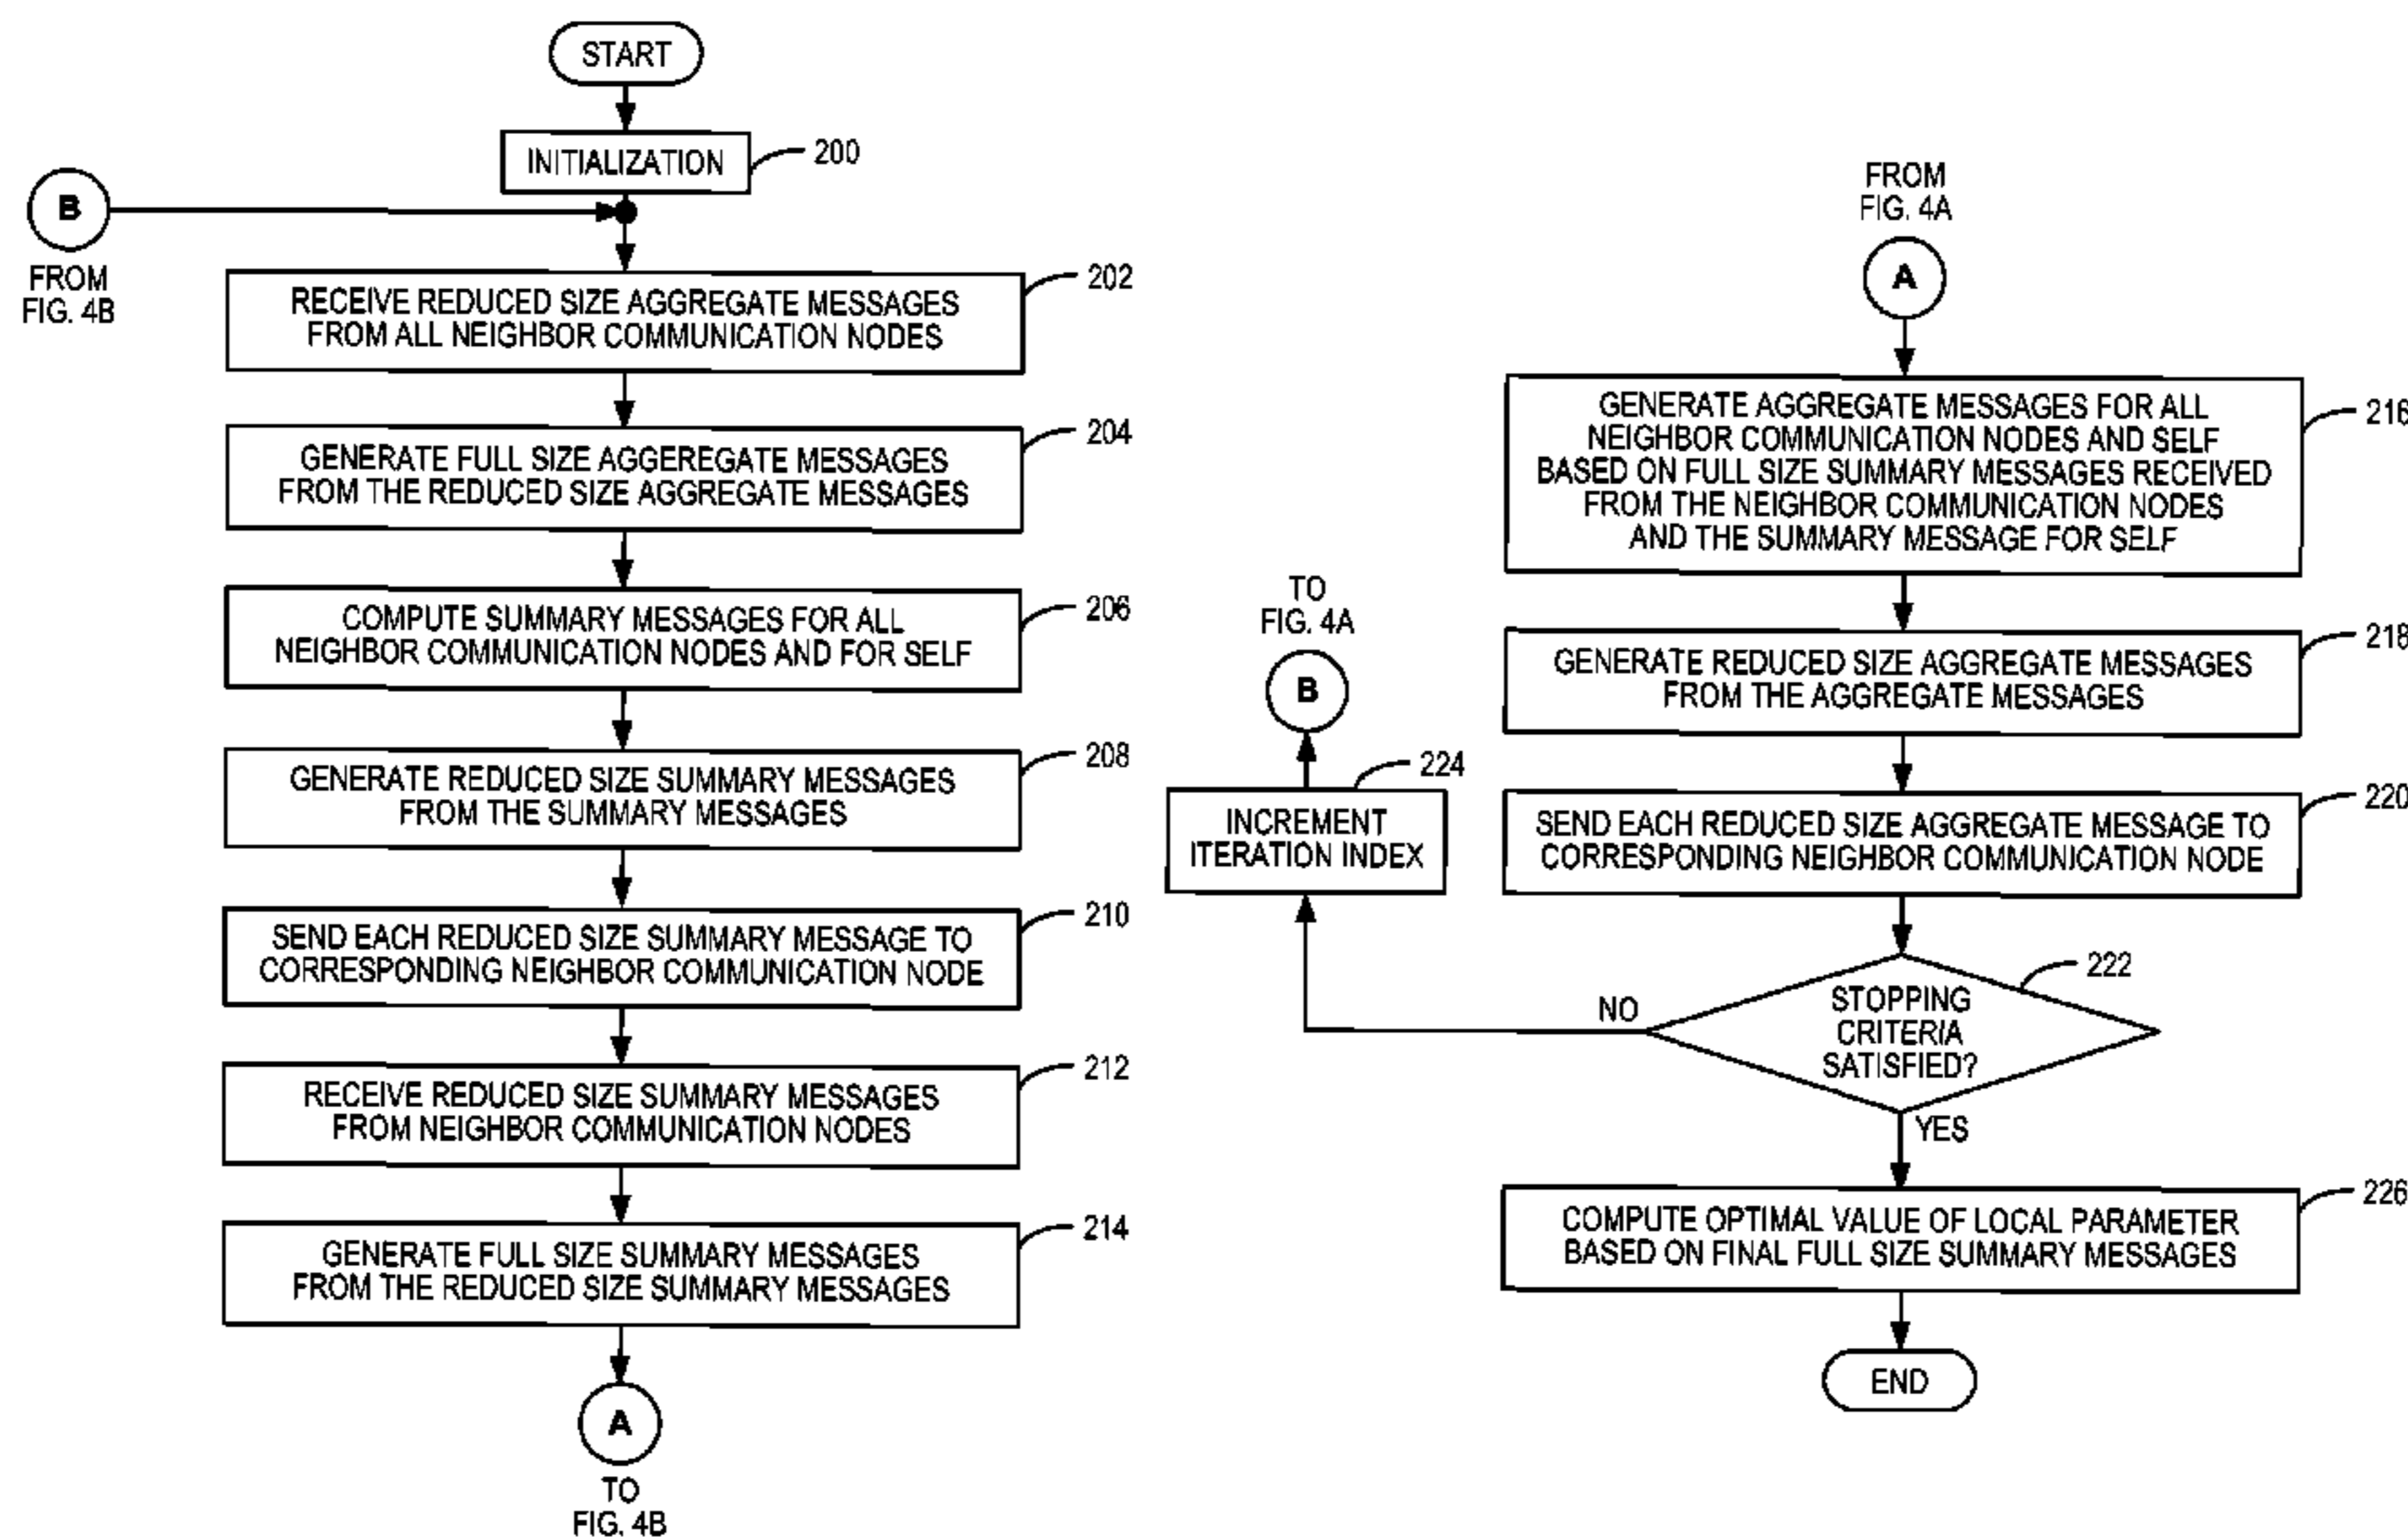 START
INITIALIZATION
200
B
FROM
FIG. 4B
RECEIVE REDUCED SIZE AGGREGATE MESSAGES
FROM ALL NEIGHBOR COMMUNICATION NODES
202
GENERATE FULL SIZE AGGEREGATE MESSAGES
FROM THE REDUCED SIZE AGGREGATE MESSAGES
204
COMPUTE SUMMARY MESSAGES FOR ALL
NEIGHBOR COMMUNICATION NODES AND FOR SELF
206
GENERATE REDUCED SIZE SUMMARY MESSAGES
FROM THE SUMMARY MESSAGES
208
SEND EACH REDUCED SIZE SUMMARY MESSAGE TO
CORRESPONDING NEIGHBOR COMMUNICATION NODE
210
RECEIVE REDUCED SIZE SUMMARY MESSAGES
FROM NEIGHBOR COMMUNICATION NODES
212
GENERATE FULL SIZE SUMMARY MESSAGES
FROM THE REDUCED SIZE SUMMARY MESSAGES
214
A
TO
FIG. 4B
FROM
FIG. 4A
A
GENERATE AGGREGATE MESSAGES FOR ALL
NEIGHBOR COMMUNICATION NODES AND SELF
BASED ON FULL SIZE SUMMARY MESSAGES RECEIVED
FROM THE NEIGHBOR COMMUNICATION NODES
AND THE SUMMARY MESSAGE FOR SELF
216
GENERATE REDUCED SIZE AGGREGATE MESSAGES
FROM THE AGGREGATE MESSAGES
218
SEND EACH REDUCED SIZE AGGREGATE MESSAGE TO
CORRESPONDING NEIGHBOR COMMUNICATION NODE
220
STOPPING
CRITERIA
SATISFIED?
222
NO
INCREMENT
ITERATION INDEX
224
TO
FIG. 4A
B
YES
COMPUTE OPTIMAL VALUE OF LOCAL PARAMETER
BASED ON FINAL FULL SIZE SUMMARY MESSAGES
226
END